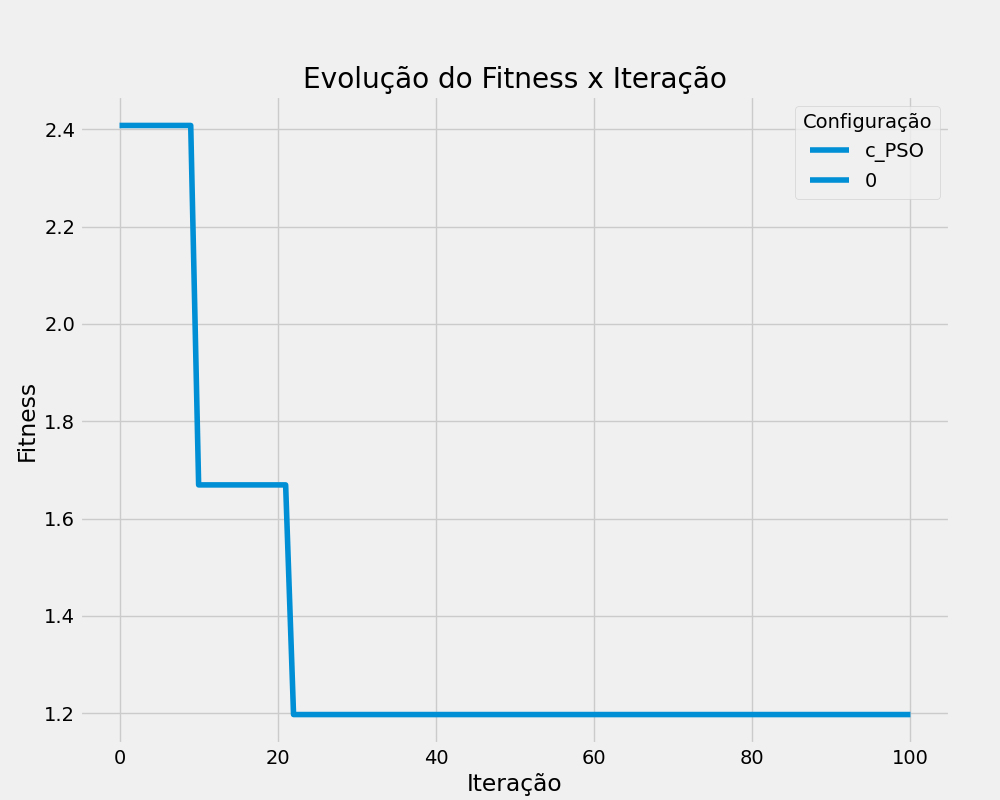 Evolução do Fitness x Iteração
Configuração
c_PSO
0
Fitness
2.4
2.2
2.0
1.8
1.6
1.4
1.2
0 20 40 60 80 100
Iteração